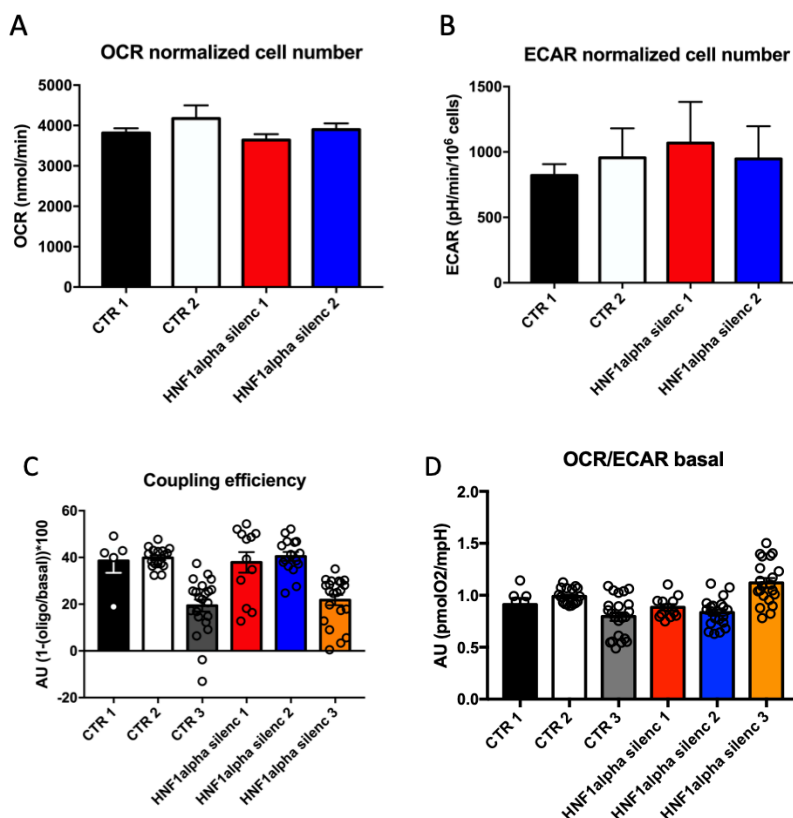 A
OCR normalized cell number
OCR (nmol/min)
5000
4000
3000
2000
1000
0
CTR 1
CTR 2
HNF1alpha silenc 1
HNF1alpha silenc 2
B
ECAR normalized cell number
ECAR (pH/min/10⁶ cells)
1500
1000
500
0
CTR 1
CTR 2
HNF1alpha silenc 1
HNF1alpha silenc 2
C
Coupling efficiency
AU (1-(oligo/basal))*100
60
40
20
0
-20
CTR 1
CTR 2
CTR 3
HNF1alpha silenc 1
HNF1alpha silenc 2
HNF1alpha silenc 3
D
OCR/ECAR basal
AU (pmolO2/mpH)
2.0
1.5
1.0
0.5
0.0
CTR 1
CTR 2
CTR 3
HNF1alpha silenc 1
HNF1alpha silenc 2
HNF1alpha silenc 3